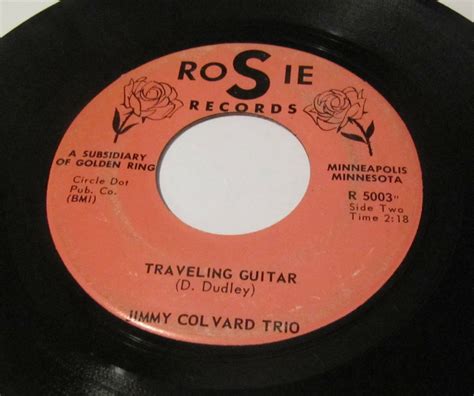 RoSIE
RECORDS
A SUBSIDIARY
OF GOLDEN RING
Circle Dot
Pub. Co.
(BMI)
MINNEAPOLIS
MINNESOTA
R 5003"
Side Two
Time 2:18
TRAVELING GUITAR
(D. Dudley)
JIMMY COLVARD TRIO